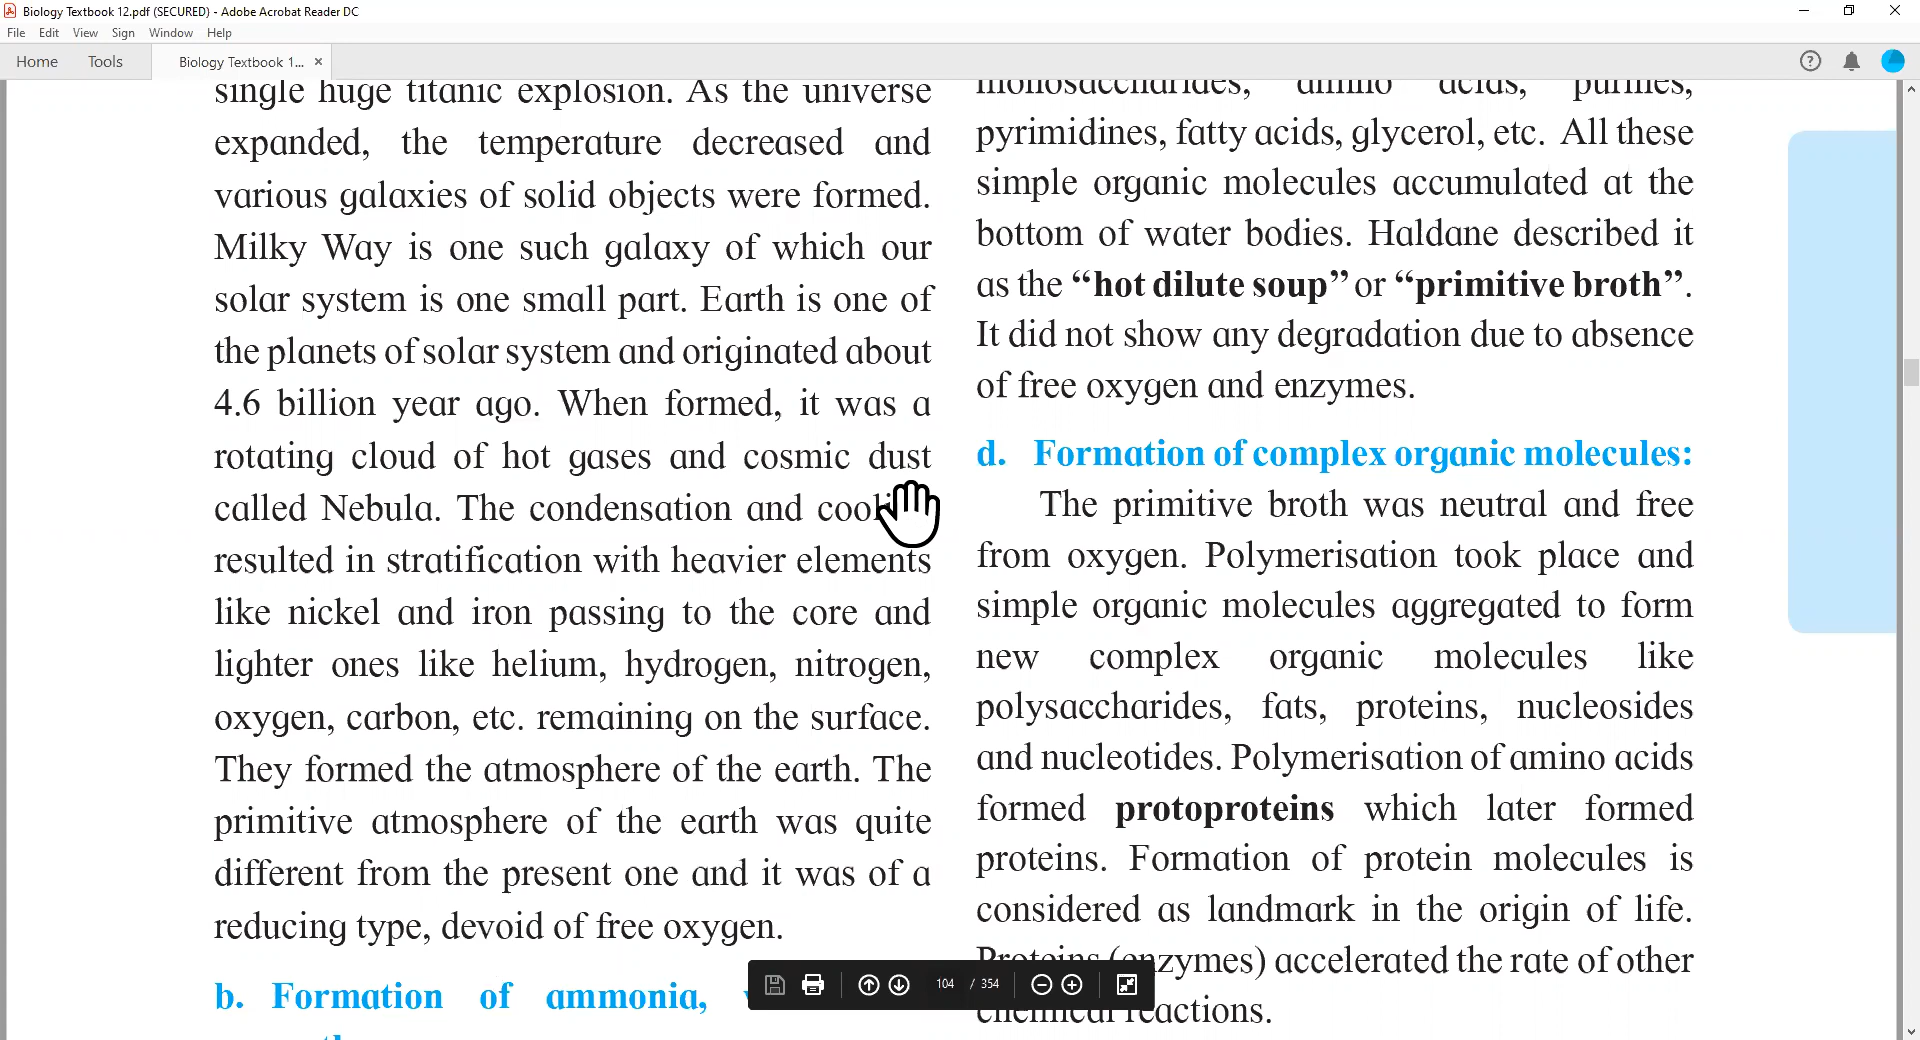 Biology Textbook 12.pdf (SECURED) - Adobe Acrobat Reader DC
File Edit View Sign Window Help
Home Tools Biology Textbook 1... ×
single huge titanic explosion. As the universe
expanded, the temperature decreased and
various galaxies of solid objects were formed.
Milky Way is one such galaxy of which our
solar system is one small part. Earth is one of
the planets of solar system and originated about
4.6 billion year ago. When formed, it was a
rotating cloud of hot gases and cosmic dust
called Nebula. The condensation and
resulted in stratification with heavier elements
like nickel and iron passing to the core and
lighter ones like helium, hydrogen, nitrogen,
oxygen, carbon, etc. remaining on the surface.
They formed the atmosphere of the earth. The
primitive atmosphere of the earth was quite
different from the present one and it was of a
reducing type, devoid of free oxygen.
b. Formation of ammonia,
monosaccharides, amino acids, purines,
pyrimidines, fatty acids, glycerol, etc. All these
simple organic molecules accumulated at the
bottom of water bodies. Haldane described it
as the “hot dilute soup” or “primitive broth”.
It did not show any degradation due to absence
of free oxygen and enzymes.
d. Formation of complex organic molecules:
The primitive broth was neutral and free
from oxygen. Polymerisation took place and
simple organic molecules aggregated to form
new complex organic molecules like
polysaccharides, fats, proteins, nucleosides
and nucleotides. Polymerisation of amino acids
formed protoproteins which later formed
proteins. Formation of protein molecules is
considered as landmark in the origin of life.
Proteins (enzymes) accelerated the rate of other
chemical reactions.
104 / 354